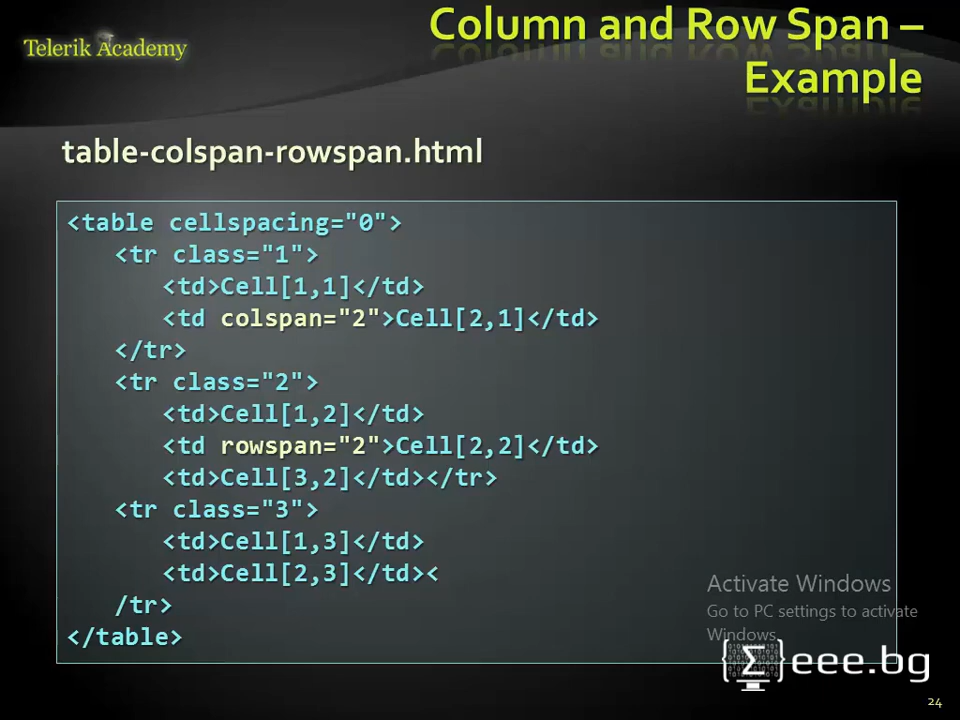 Telerik Academy
Column and Row Span –
Example
table-colspan-rowspan.html
<table cellspacing="0">
<tr class="1">
<td>Cell[1,1]</td>
<td colspan="2">Cell[2,1]</td>
</tr>
<tr class="2">
<td>Cell[1,2]</td>
<td rowspan="2">Cell[2,2]</td>
<td>Cell[3,2]</td></tr>
<tr class="3">
<td>Cell[1,3]</td>
<td>Cell[2,3]</td><
/tr>
</table>
Activate Windows
Go to PC settings to activate
Windows.
eee.bg
24